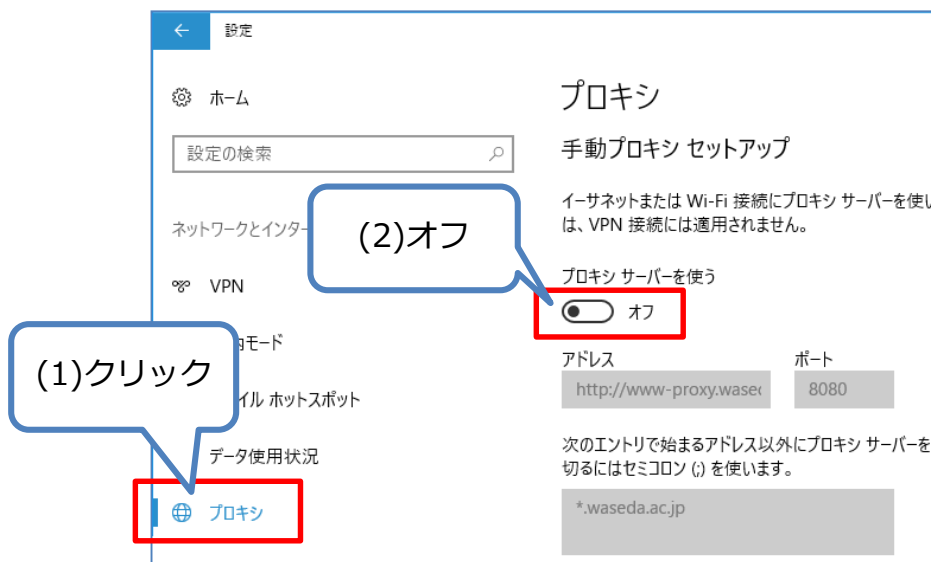 設定
ホーム
設定の検索
ネットワークとインター
VPN
モード
イル ホットスポット
データ使用状況
プロキシ
(1)クリック
プロキシ
手動プロキシ セットアップ
イーサネットまたは Wi-Fi 接続にプロキシ サーバーを使い
は、VPN 接続には適用されません。
(2)オフ
プロキシ サーバーを使う
オフ
アドレス
ポート
http://www-proxy.wasec
8080
次のエントリで始まるアドレス以外にプロキシ サーバーを
切るにはセミコロン (;) を使います。
*.waseda.ac.jp